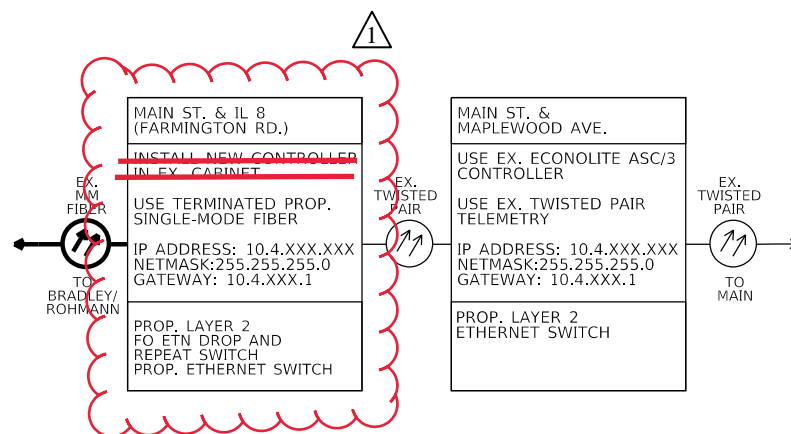 1
MAIN ST. & IL 8
(FARMINGTON RD.)
INSTALL NEW CONTROLLER
IN EX. CABINET
USE TERMINATED PROP.
SINGLE-MODE FIBER
IP ADDRESS: 10.4.XXX.XXX
NETMASK:255.255.255.0
GATEWAY: 10.4.XXX.1
PROP. LAYER 2
FO ETN DROP AND
REPEAT SWITCH
PROP. ETHERNET SWITCH
EX.
MM
FIBER
TO
BRADLEY/
ROHMANN
EX.
TWISTED
PAIR
MAIN ST. &
MAPLEWOOD AVE.
USE EX. ECONOLITE ASC/3
CONTROLLER
USE EX. TWISTED PAIR
TELEMETRY
IP ADDRESS: 10.4.XXX.XXX
NETMASK:255.255.255.0
GATEWAY: 10.4.XXX.1
PROP. LAYER 2
ETHERNET SWITCH
EX.
TWISTED
PAIR
TO
MAIN